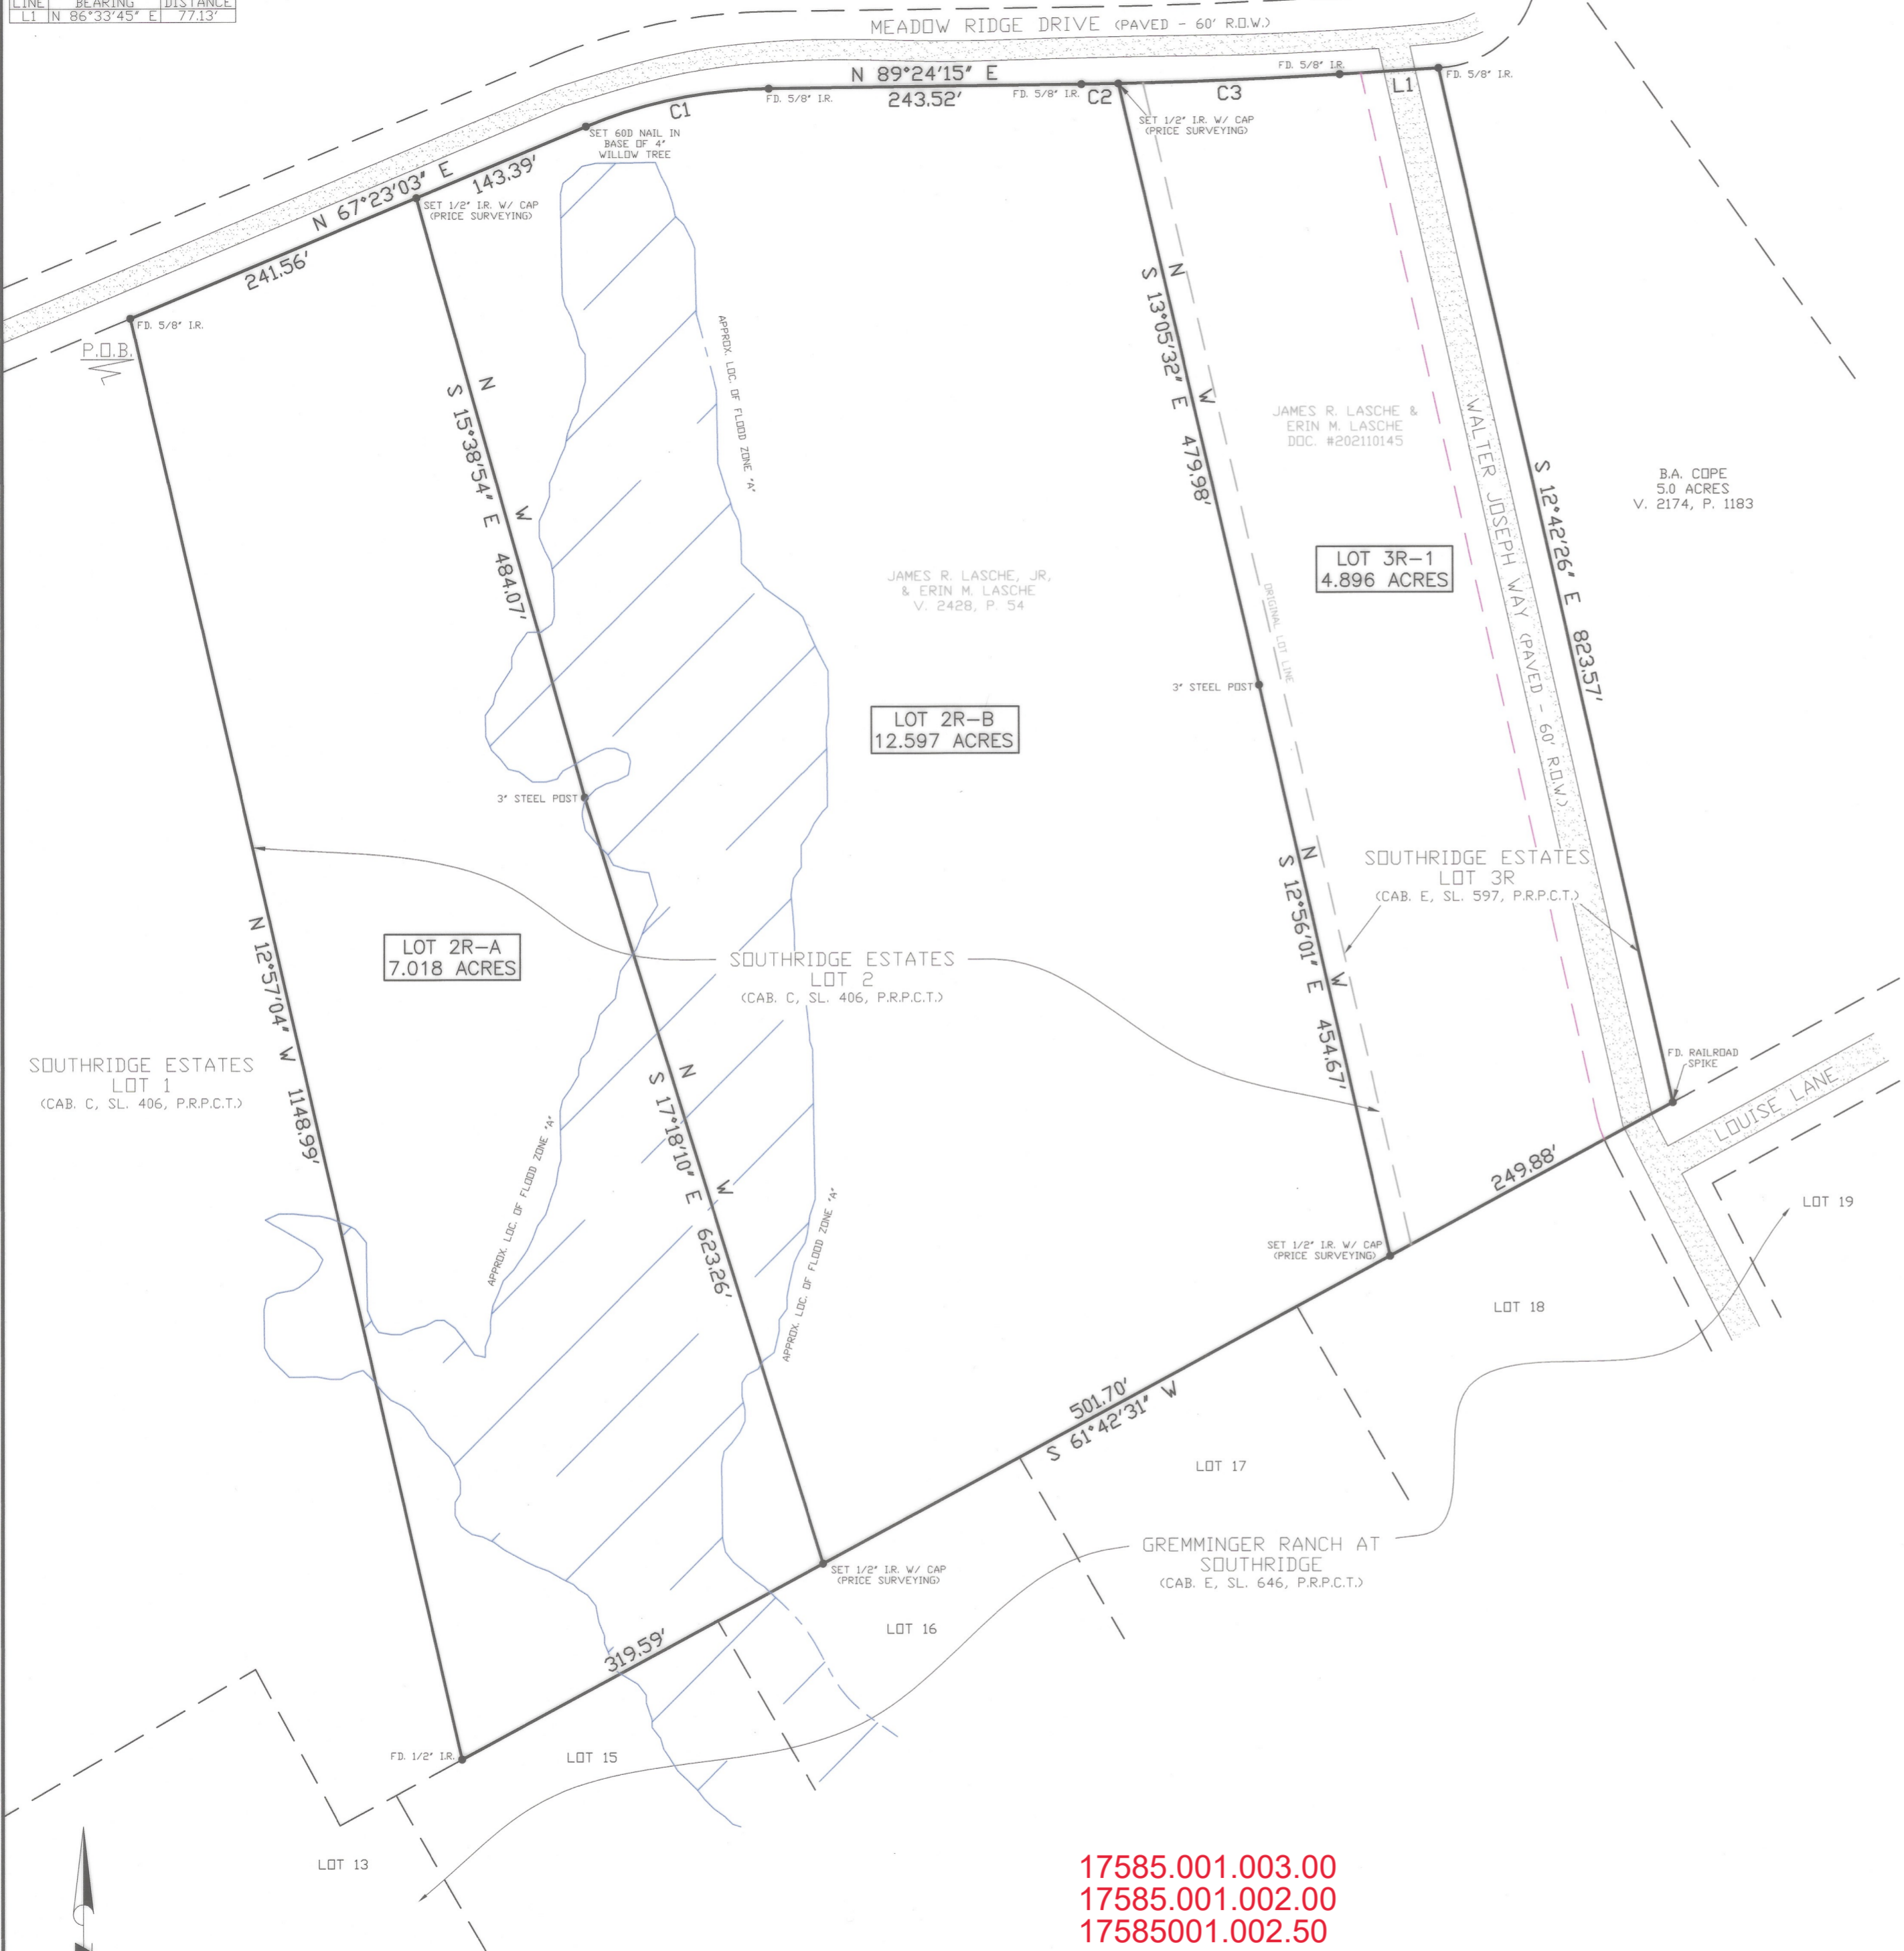 LINE BEARING DISTANCE
L1 N 86°33'45" E 77.13'
MEADOW RIDGE DRIVE (PAVED - 60' R.O.W.)
N 89°24'15" E
243.52'
FD. 5/8" I.R.
FD. 5/8" I.R.
FD. 5/8" I.R.
FD. 5/8" I.R.
C1
C2
C3
L1
SET 1/2" I.R. W/ CAP
(PRICE SURVEYING)
SET 60D NAIL IN
BASE OF 4"
WILLOW TREE
N 67°23'03" E
143.39'
241.56'
SET 1/2" I.R. W/ CAP
(PRICE SURVEYING)
FD. 5/8" I.R.
P.O.B.
N W
S 15°38'54" E 484.07'
APPROX. LOC. OF FLOOD ZONE "A"
N W
S 13°05'32" E 479.98'
JAMES R. LASCHE &
ERIN M. LASCHE
DOC. #202110145
WALTER JOSEPH WAY (PAVED - 60' R.O.W.)
S 12°42'26" E 823.57'
B.A. COPE
5.0 ACRES
V. 2174, P. 1183
LOT 3R-1
4.896 ACRES
JAMES R. LASCHE, JR,
& ERIN M. LASCHE
V. 2428, P. 54
ORIGINAL LOT LINE
3" STEEL POST
LOT 2R-B
12.597 ACRES
3" STEEL POST
SOUTHRIDGE ESTATES
LOT 3R
(CAB. E, SL. 597, P.R.P.C.T.)
N W
S 12°56'01" E 454.67'
LOT 2R-A
7.018 ACRES
SOUTHRIDGE ESTATES
LOT 2
(CAB. C, SL. 406, P.R.P.C.T.)
N 12°57'04" W 1148.99'
SOUTHRIDGE ESTATES
LOT 1
(CAB. C, SL. 406, P.R.P.C.T.)
N W
S 17°18'10" E 623.26'
FD. RAILROAD
SPIKE
LOUISE LANE
APPROX. LOC. OF FLOOD ZONE "A"
APPROX. LOC. OF FLOOD ZONE "A"
249.88'
LOT 19
SET 1/2" I.R. W/ CAP
(PRICE SURVEYING)
LOT 18
501.70'
S 61°42'31" W
LOT 17
GREMMINGER RANCH AT
SOUTHRIDGE
(CAB. E, SL. 646, P.R.P.C.T.)
SET 1/2" I.R. W/ CAP
(PRICE SURVEYING)
LOT 16
319.59'
FD. 1/2" I.R.
LOT 15
LOT 13
17585.001.003.00
17585.001.002.00
17585001.002.50